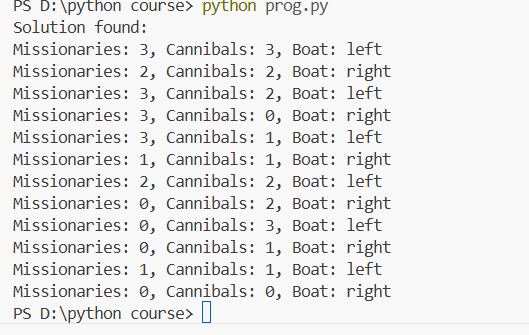 PS D:\python course> python prog.py
Solution found:
Missionaries: 3, Cannibals: 3, Boat: left
Missionaries: 2, Cannibals: 2, Boat: right
Missionaries: 3, Cannibals: 2, Boat: left
Missionaries: 3, Cannibals: 0, Boat: right
Missionaries: 3, Cannibals: 1, Boat: left
Missionaries: 1, Cannibals: 1, Boat: right
Missionaries: 2, Cannibals: 2, Boat: left
Missionaries: 0, Cannibals: 2, Boat: right
Missionaries: 0, Cannibals: 3, Boat: left
Missionaries: 0, Cannibals: 1, Boat: right
Missionaries: 1, Cannibals: 1, Boat: left
Missionaries: 0, Cannibals: 0, Boat: right
PS D:\python course>